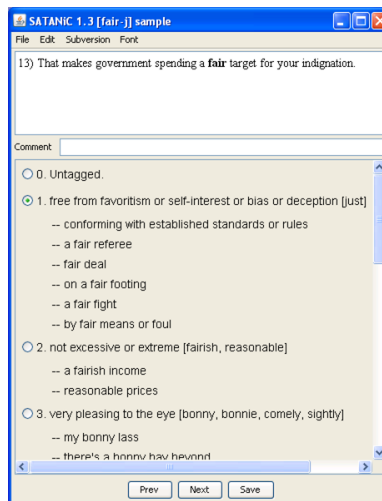 SATANiC 1.3 [fair-j] sample
File Edit Subversion Font
13) That makes government spending a fair target for your indignation.
Comment
0. Untagged.
1. free from favoritism or self-interest or bias or deception [just]
-- conforming with established standards or rules
-- a fair referee
-- fair deal
-- on a fair footing
-- a fair fight
-- by fair means or foul
2. not excessive or extreme [fairish, reasonable]
-- a fairish income
-- reasonable prices
3. very pleasing to the eye [bonny, bonnie, comely, sightly]
-- my bonny lass
-- there's a bonny bay beyond
Prev Next Save